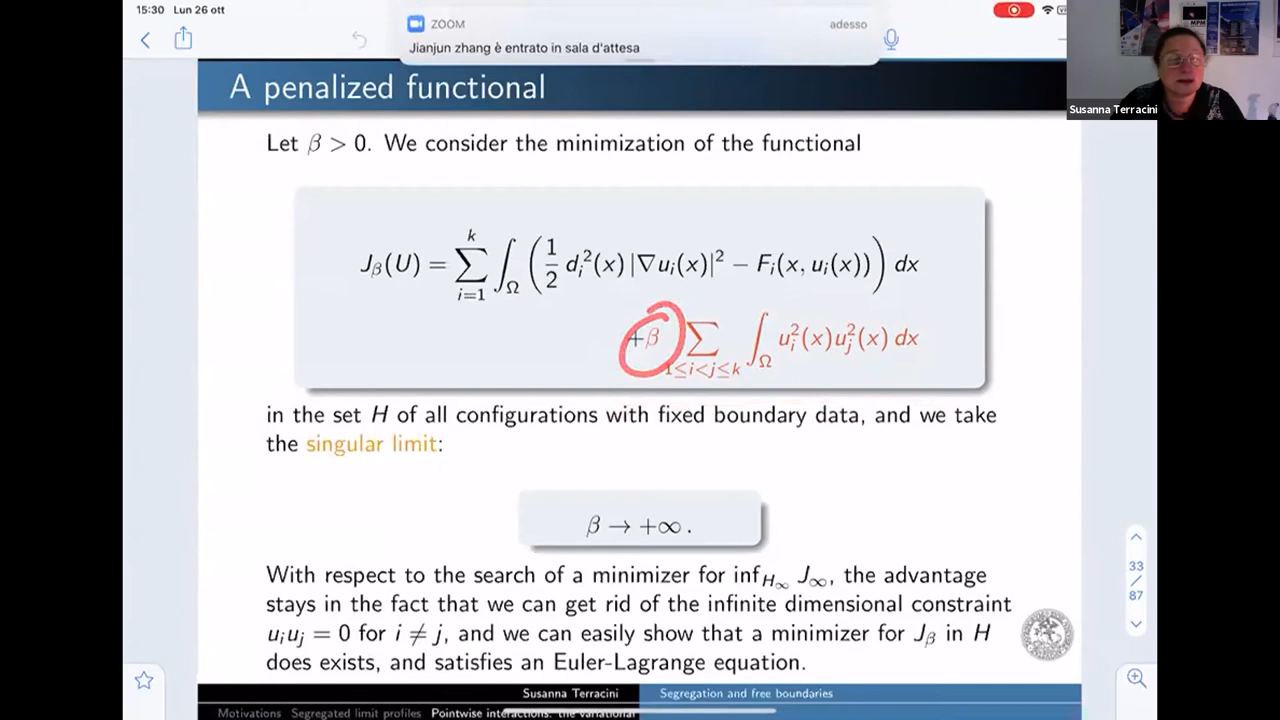 15:30 Lun 26 ott
ZOOM adesso
Jianjun zhang è entrato in sala d'attesa
Susanna Terracini
A penalized functional
Let β > 0. We consider the minimization of the functional
J_β(U) = ∑_{i=1}^{k} ∫_Ω ( 1/2 d_i^2(x) |∇u_i(x)|^2 − F_i(x, u_i(x)) ) dx
+β ∑_{1≤i<j≤k} ∫_Ω u_i^2(x)u_j^2(x) dx
in the set H of all configurations with fixed boundary data, and we take
the singular limit:
β → +∞ .
With respect to the search of a minimizer for inf_{H_∞} J_∞, the advantage
stays in the fact that we can get rid of the infinite dimensional constraint
u_i u_j = 0 for i ≠ j, and we can easily show that a minimizer for J_β in H
does exists, and satisfies an Euler-Lagrange equation.
33
/
87
Susanna Terracini Segregation and free boundaries
Motivations Segregated limit profiles Pointwise interactions: the variational